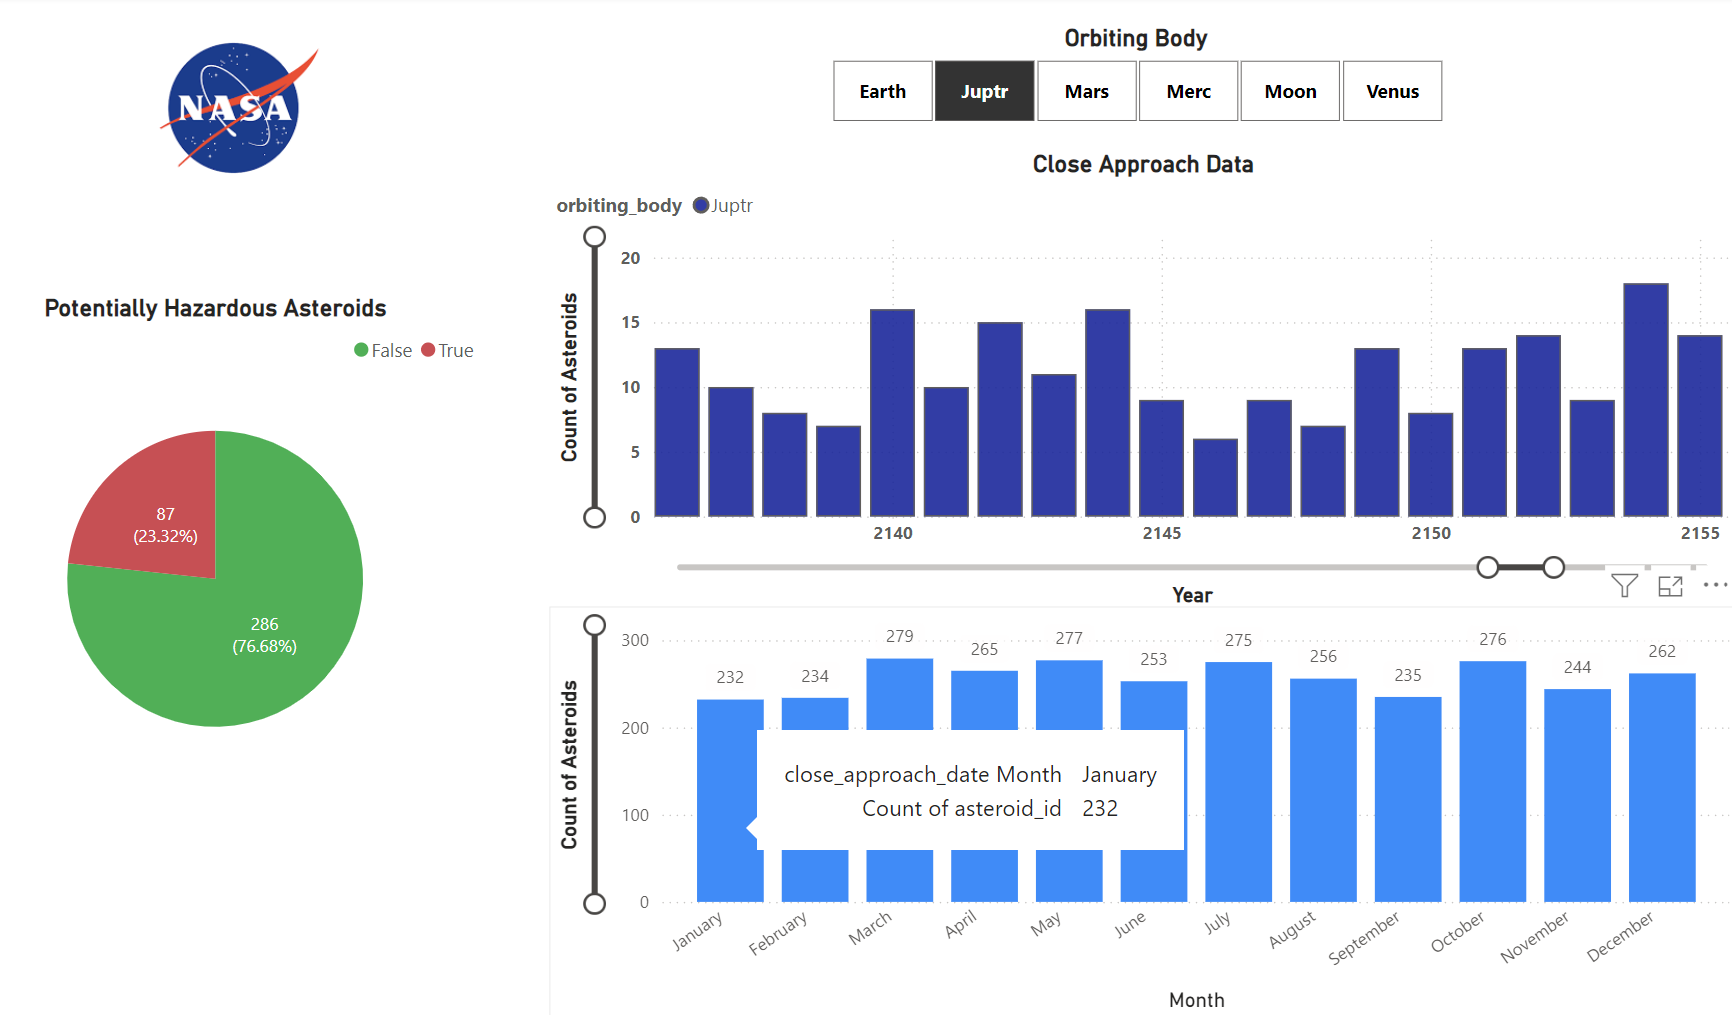 NASA
Orbiting Body
Earth Juptr Mars Merc Moon Venus
Close Approach Data
orbiting_body Juptr
Potentially Hazardous Asteroids
False True
87
(23.32%)
286
(76.68%)
Count of Asteroids
20
15
10
5
0
2140 2145 2150 2155
Year
Count of Asteroids
300
200
100
0
232 234 279 265 277 253 275 256 235 276 244 262
close_approach_date Month January
Count of asteroid_id 232
January February March April May June July August September October November December
Month